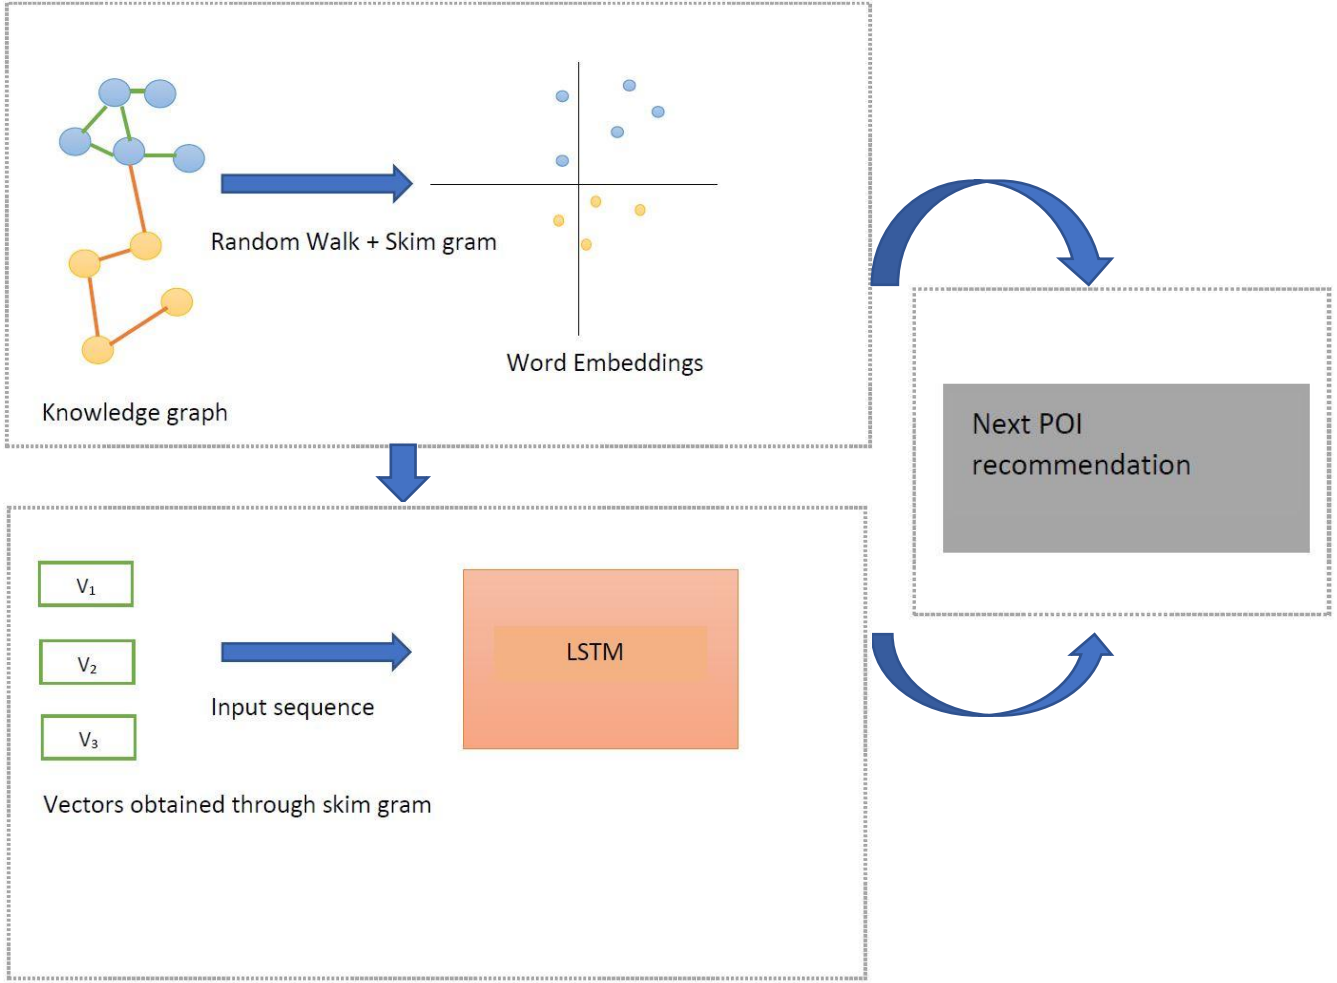 Random Walk + Skim gram
Word Embeddings
Knowledge graph
Next POI
recommendation
V₁
V₂
V₃
Input sequence
LSTM
Vectors obtained through skim gram